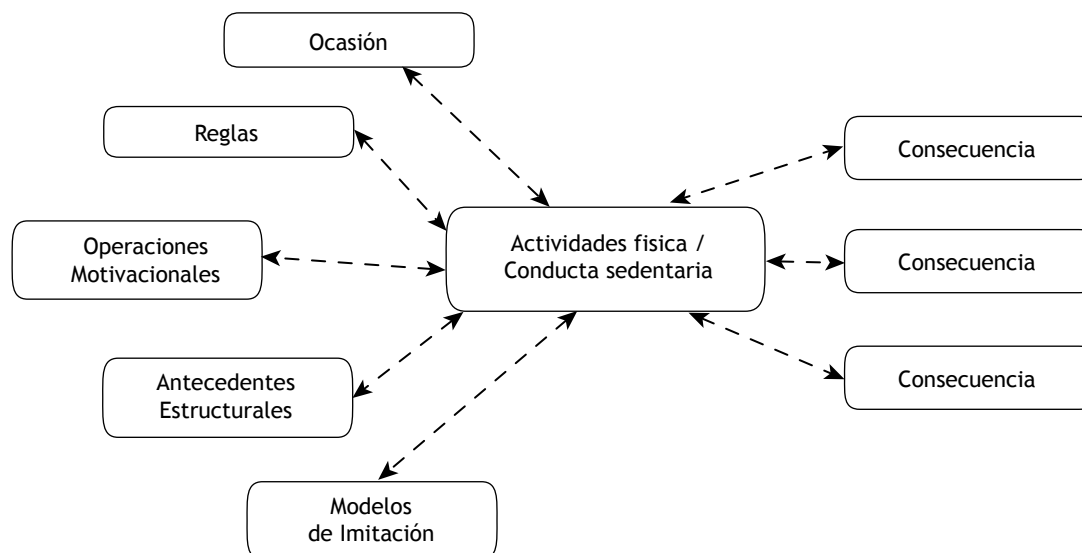 Ocasión
Reglas
Operaciones
Motivacionales
Antecedentes
Estructurales
Modelos
de Imitación
Actividades fisica /
Conducta sedentaria
Consecuencia
Consecuencia
Consecuencia